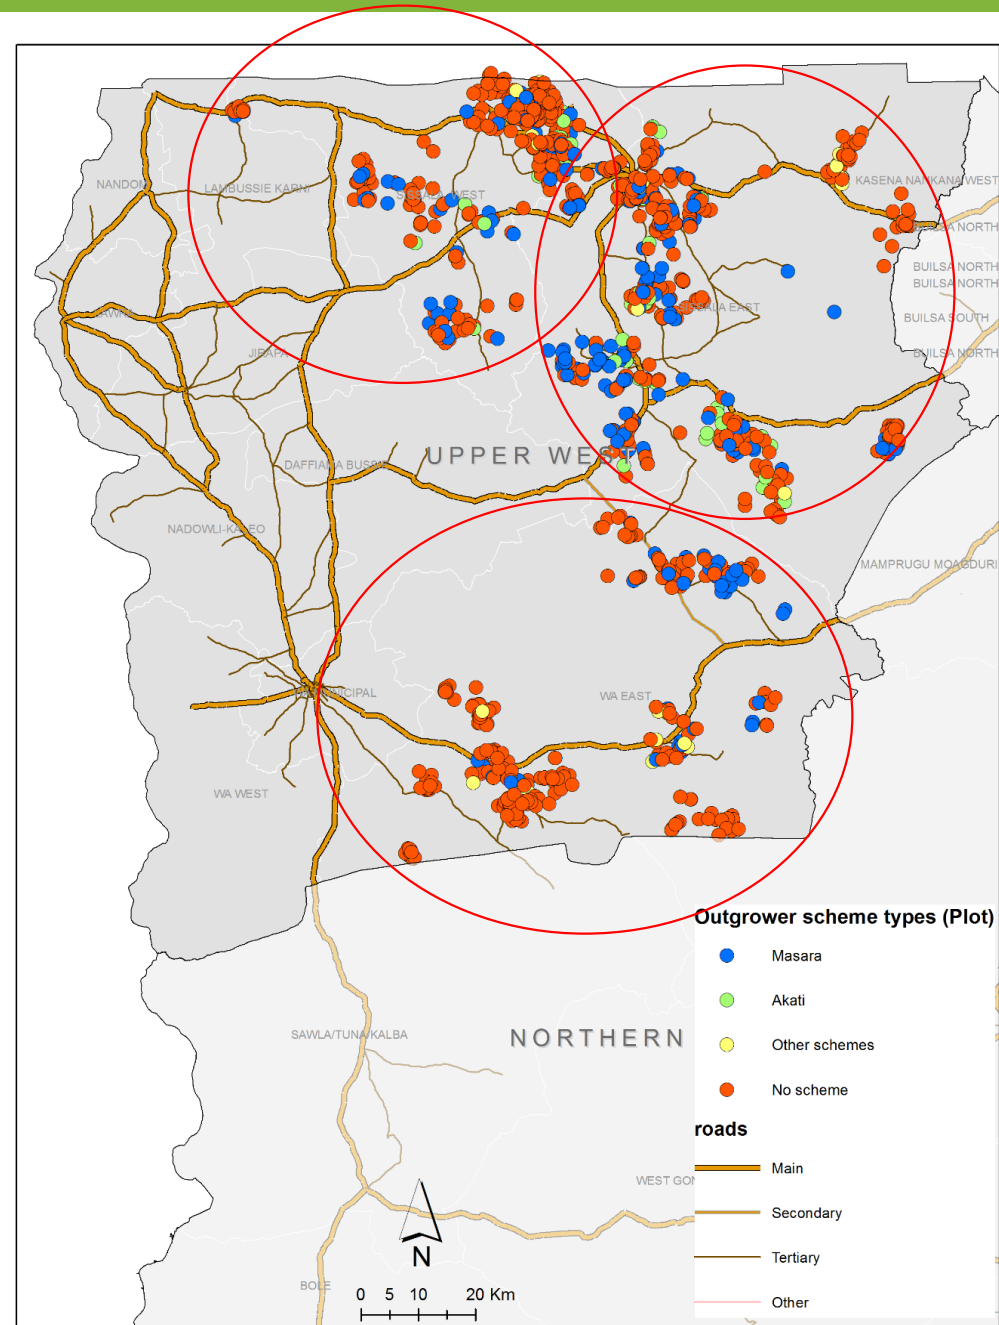 NANDOM
LAMBUSSIE KARNI
SISSALA WEST
KASENA NANKANA WEST
BUILSA NORTH
BUILSA NORTH
BUILSA NORTH
LAWRA
SISSALA EAST
BUILSA SOUTH
JIRAPA
BUILSA NORTH
UPPER WEST
DAFFIAMA BUSSIE
NADOWLI-KALEO
MAMPRUGU MOAGDURI
WA MUNICIPAL
WA EAST
WA WEST
Outgrower scheme types (Plot)
Masara
Akati
Other schemes
No scheme
NORTHERN
SAWLA/TUNA/KALBA
roads
Main
WEST GON
Secondary
Tertiary
Other
N
BOLE
0 5 10 20 Km